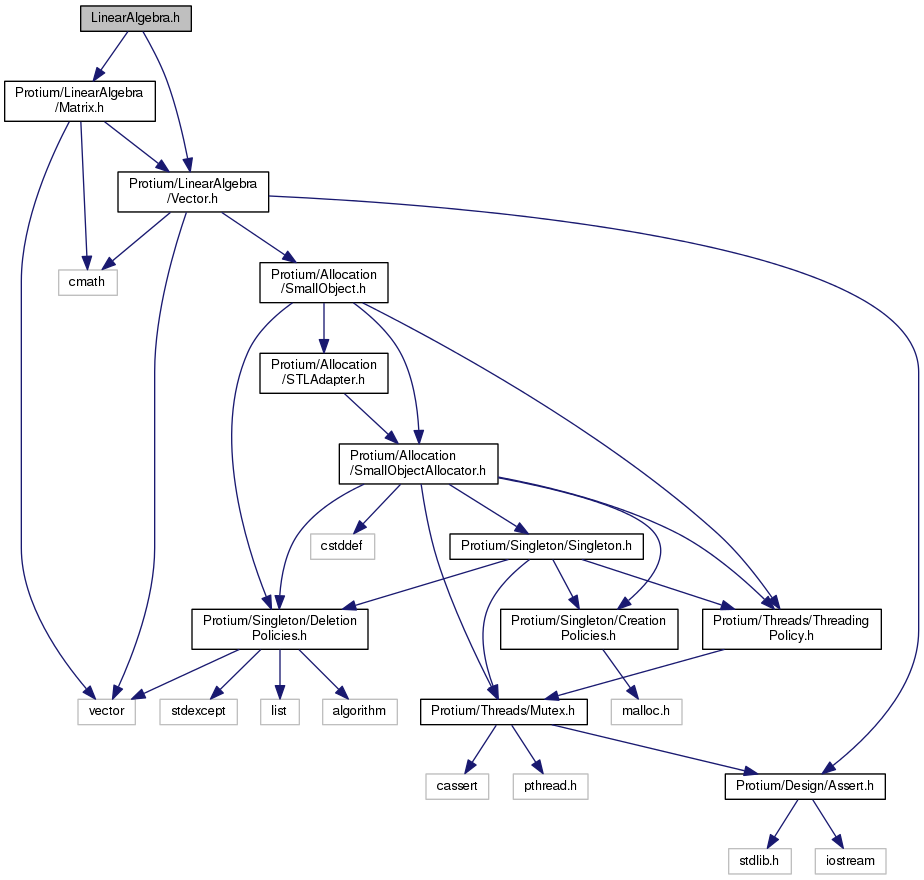 LinearAlgebra.h
Protium/LinearAlgebra
/Matrix.h
Protium/LinearAlgebra
/Vector.h
cmath
Protium/Allocation
/SmallObject.h
Protium/Allocation
/STLAdapter.h
Protium/Allocation
/SmallObjectAllocator.h
cstddef
Protium/Singleton/Singleton.h
Protium/Singleton/Deletion
Policies.h
Protium/Singleton/Creation
Policies.h
Protium/Threads/Threading
Policy.h
vector
stdexcept
list
algorithm
Protium/Threads/Mutex.h
malloc.h
cassert
pthread.h
Protium/Design/Assert.h
stdlib.h
iostream